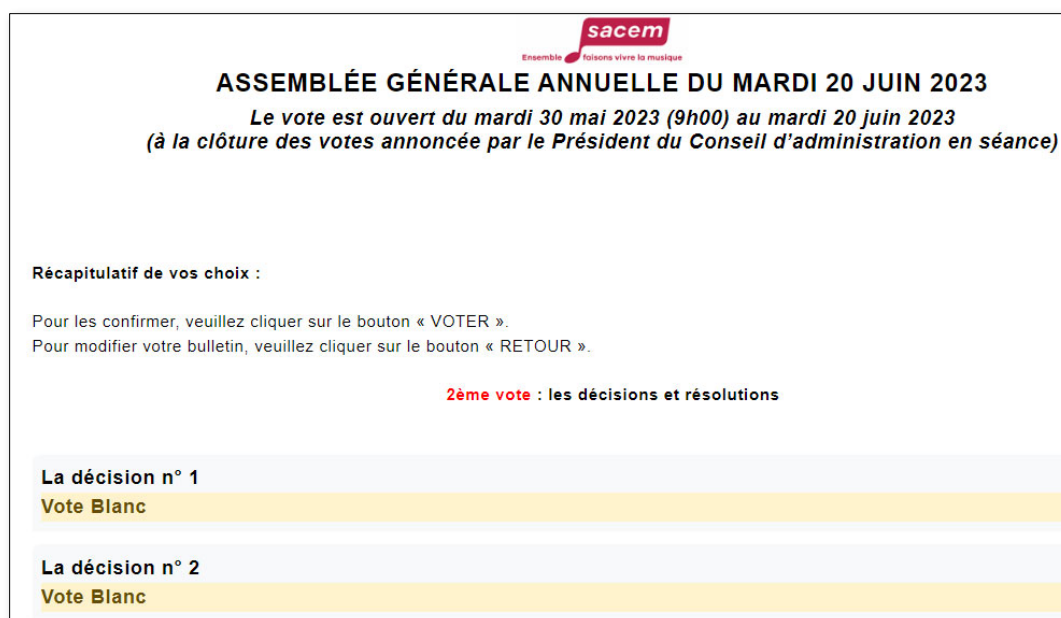 sacem
Ensemble faisons vivre la musique
ASSEMBLÉE GÉNÉRALE ANNUELLE DU MARDI 20 JUIN 2023
Le vote est ouvert du mardi 30 mai 2023 (9h00) au mardi 20 juin 2023
(à la clôture des votes annoncée par le Président du Conseil d'administration en séance)
Récapitulatif de vos choix :
Pour les confirmer, veuillez cliquer sur le bouton « VOTER ».
Pour modifier votre bulletin, veuillez cliquer sur le bouton « RETOUR ».
2ème vote : les décisions et résolutions
La décision n° 1
Vote Blanc
La décision n° 2
Vote Blanc